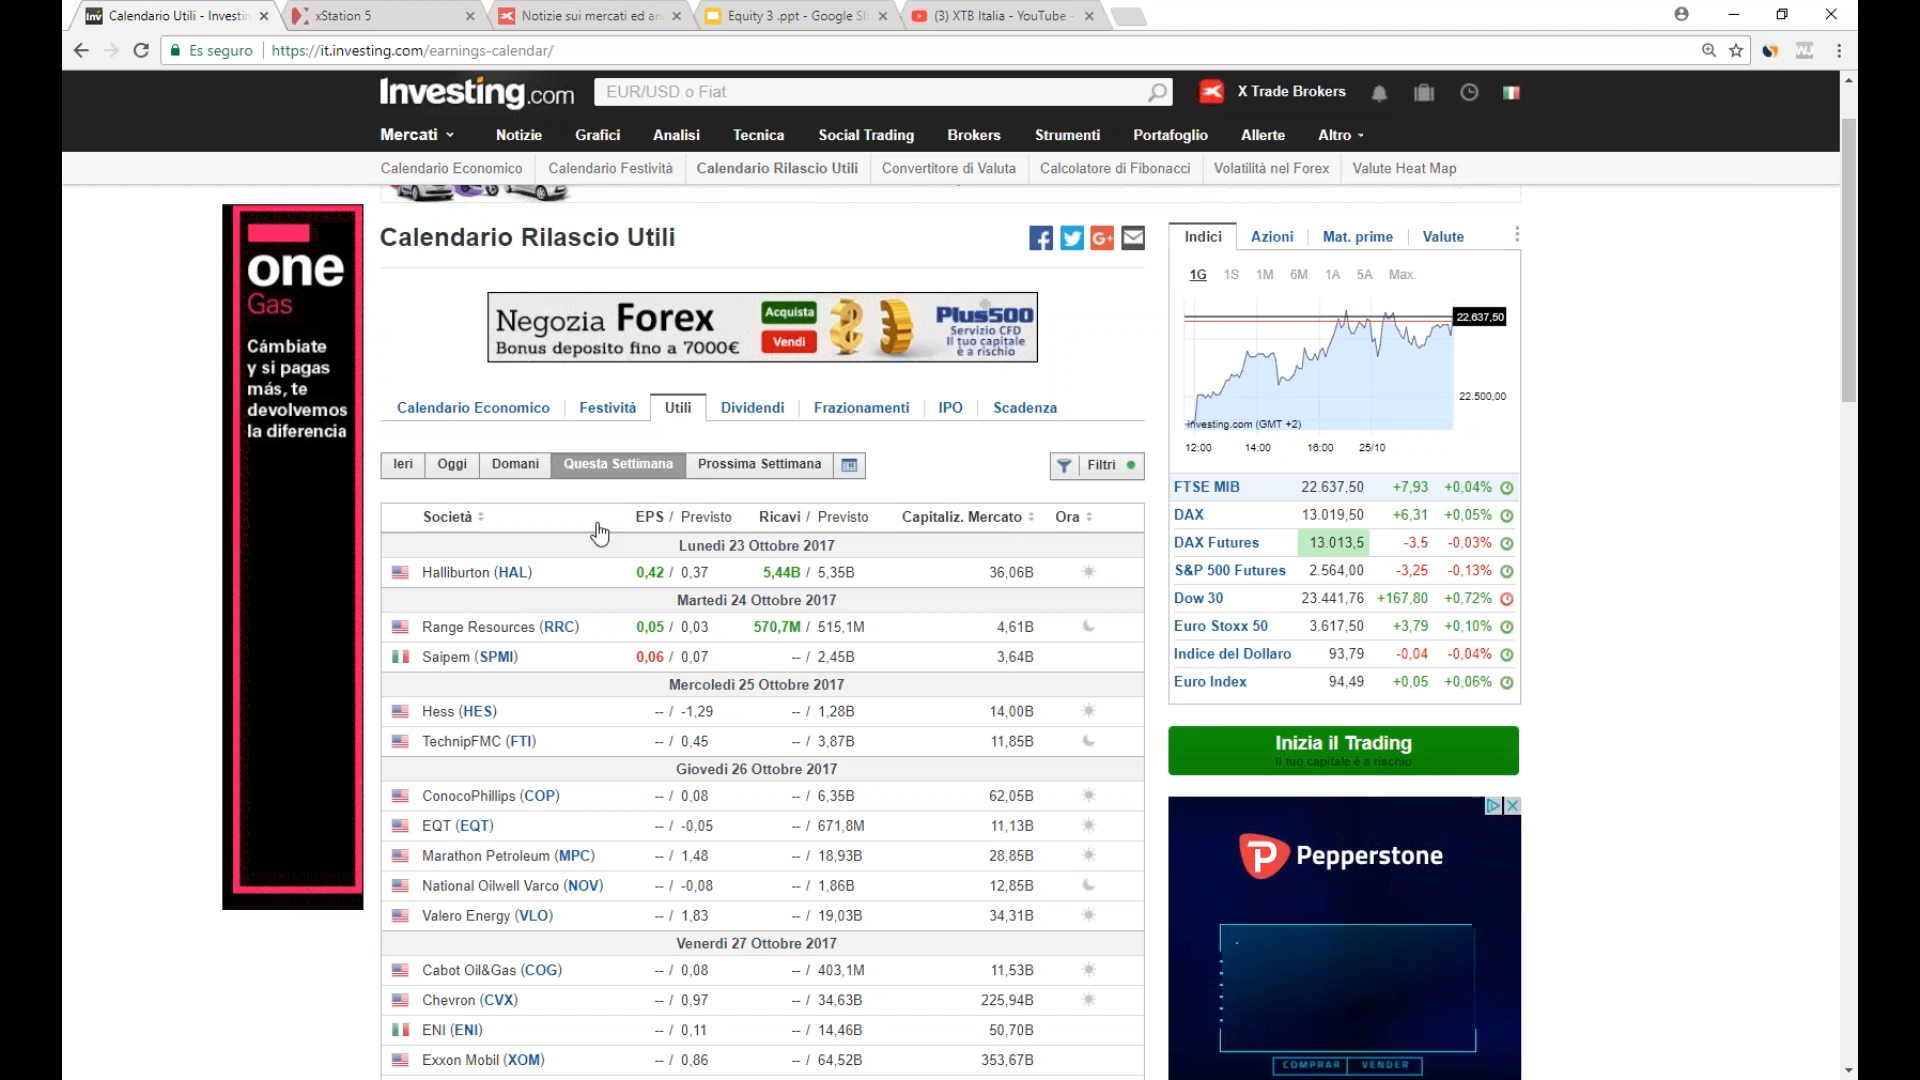 Calendario Utili - Investin
xStation 5
Notizie sui mercati ed an
Equity 3 .ppt - Google Sl
(3) XTB Italia - YouTube -
Es seguro
https://it.investing.com/earnings-calendar/
Investing.com
EUR/USD o Fiat
X Trade Brokers
Mercati
Notizie
Grafici
Analisi
Tecnica
Social Trading
Brokers
Strumenti
Portafoglio
Allerte
Altro
Calendario Economico
Calendario Festività
Calendario Rilascio Utili
Convertitore di Valuta
Calcolatore di Fibonacci
Volatilità nel Forex
Valute Heat Map
one
Gas
Cámbiate
y si pagas
más, te
devolvemos
la diferencia
Calendario Rilascio Utili
Negozia Forex
Bonus deposito fino a 7000€
Acquista
Vendi
Plus500
Servizio CFD
Il tuo capitale
è a rischio
Calendario Economico
Festività
Utili
Dividendi
Frazionamenti
IPO
Scadenza
Ieri
Oggi
Domani
Questa Settimana
Prossima Settimana
Filtri
Società EPS / Previsto Ricavi / Previsto Capitaliz. Mercato Ora
Lunedì 23 Ottobre 2017
Halliburton (HAL) 0,42 / 0,37 5,44B / 5,35B 36,06B
Martedì 24 Ottobre 2017
Range Resources (RRC) 0,05 / 0,03 570,7M / 515,1M 4,61B
Saipem (SPMI) 0,06 / 0,07 -- / 2,45B 3,64B
Mercoledì 25 Ottobre 2017
Hess (HES) -- / -1,29 -- / 1,28B 14,00B
TechnipFMC (FTI) -- / 0,45 -- / 3,87B 11,85B
Giovedì 26 Ottobre 2017
ConocoPhillips (COP) -- / 0,08 -- / 6,35B 62,05B
EQT (EQT) -- / -0,05 -- / 671,8M 11,13B
Marathon Petroleum (MPC) -- / 1,48 -- / 18,93B 28,85B
National Oilwell Varco (NOV) -- / -0,08 -- / 1,86B 12,85B
Valero Energy (VLO) -- / 1,83 -- / 19,03B 34,31B
Venerdì 27 Ottobre 2017
Cabot Oil&Gas (COG) -- / 0,08 -- / 403,1M 11,53B
Chevron (CVX) -- / 0,97 -- / 34,63B 225,94B
ENI (ENI) -- / 0,11 -- / 14,46B 50,70B
Exxon Mobil (XOM) -- / 0,86 -- / 64,52B 353,67B
Indici
Azioni
Mat. prime
Valute
1G 1S 1M 6M 1A 5A Max.
22.637,50
22.500,00
Investing.com (GMT +2)
12:00 14:00 16:00 25/10
FTSE MIB 22.637,50 +7,93 +0,04%
DAX 13.019,50 +6,31 +0,05%
DAX Futures 13.013,5 -3,5 -0,03%
S&P 500 Futures 2.564,00 -3,25 -0,13%
Dow 30 23.441,76 +167,80 +0,72%
Euro Stoxx 50 3.617,50 +3,79 +0,10%
Indice del Dollaro 93,79 -0,04 -0,04%
Euro Index 94,49 +0,05 +0,06%
Inizia il Trading
Il tuo capitale è a rischio
Pepperstone
COMPRAR
VENDER